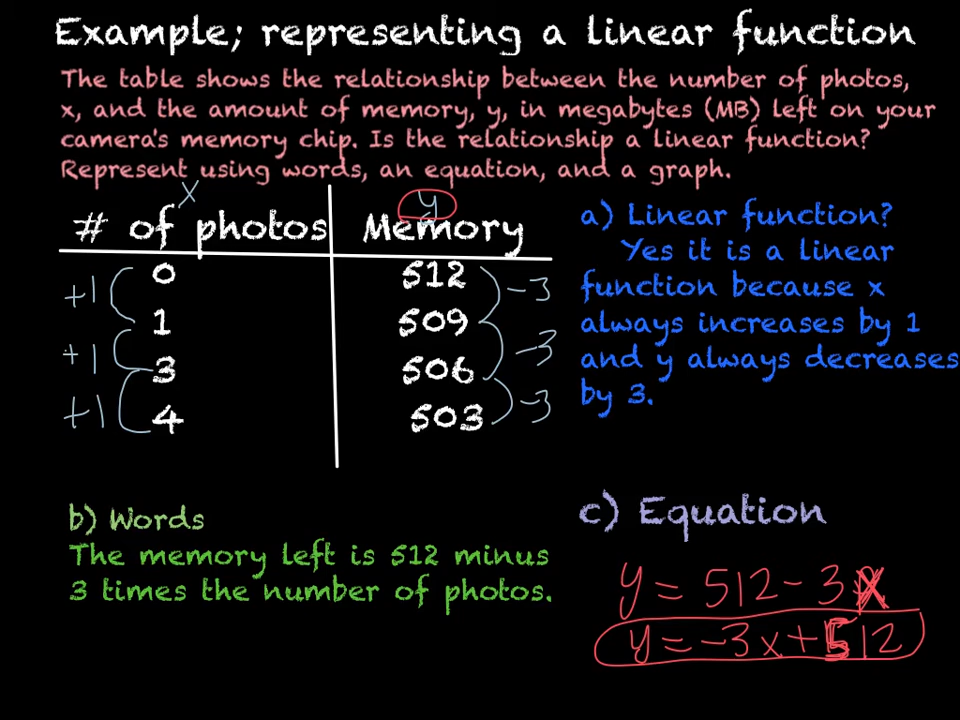 Example; representing a linear function
The table shows the relationship between the number of photos,
x, and the amount of memory, y, in megabytes (MB) left on your
camera's memory chip. Is the relationship a linear function?
Represent using words, an equation, and a graph.
x y
# of photos Memory
0 512
+1 -3
1 509
+1 -3
3 506
+1 -3
4 503
a) Linear function?
Yes it is a linear
function because x
always increases by 1
and y always decreases
by 3.
b) Words
The memory left is 512 minus
3 times the number of photos.
c) Equation
y = 512 - 3x
y = -3x + 512